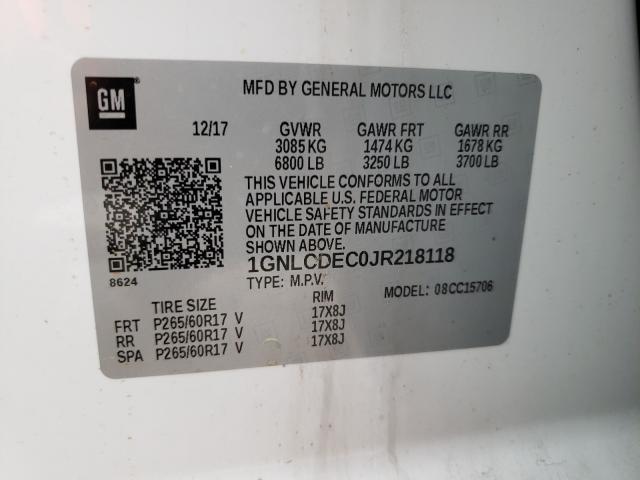 GM
MFD BY GENERAL MOTORS LLC
12/17 GVWR GAWR FRT GAWR RR
3085 KG 1474 KG 1678 KG
6800 LB 3250 LB 3700 LB
THIS VEHICLE CONFORMS TO ALL
APPLICABLE U.S. FEDERAL MOTOR
VEHICLE SAFETY STANDARDS IN EFFECT
ON THE DATE OF MANUFACTURE
SHOWN ABOVE.
1GNLCDEC0JR218118
8624
TYPE: M.P.V. MODEL: 08CC15706
TIRE SIZE RIM
FRT P265/60R17 V 17X8J
RR P265/60R17 V 17X8J
SPA P265/60R17 V 17X8J